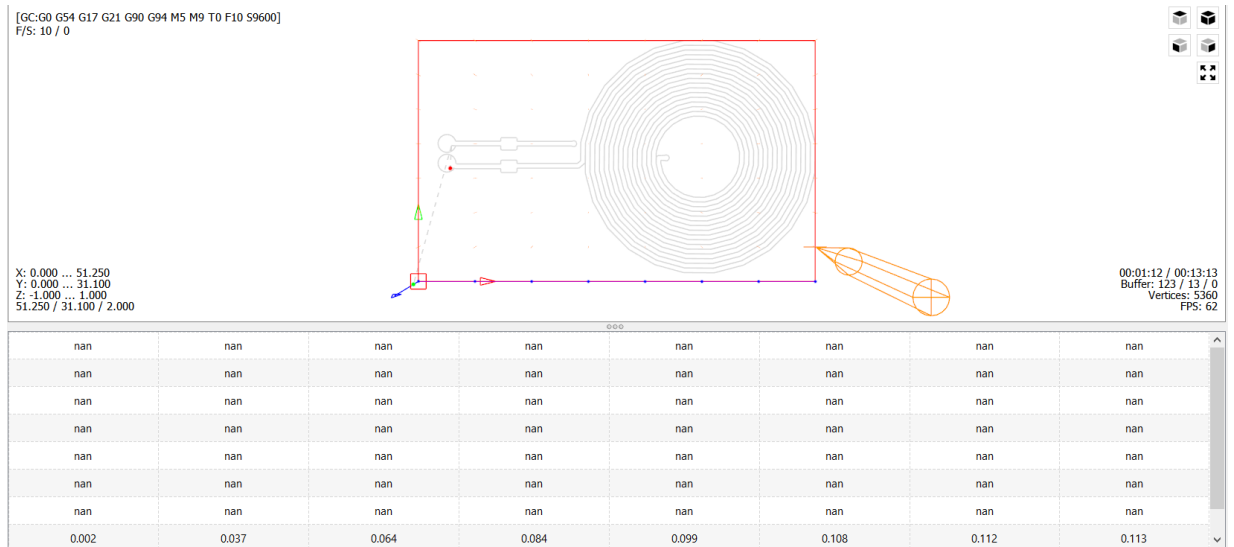 [GC:G0 G54 G17 G21 G90 G94 M5 M9 T0 F10 S9600]
F/S: 10 / 0
X: 0.000 ... 51.250
Y: 0.000 ... 31.100
Z: -1.000 ... 1.000
51.250 / 31.100 / 2.000
00:01:12 / 00:13:13
Buffer: 123 / 13 / 0
Vertices: 5360
FPS: 62
nan nan nan nan nan nan nan nan
nan nan nan nan nan nan nan nan
nan nan nan nan nan nan nan nan
nan nan nan nan nan nan nan nan
nan nan nan nan nan nan nan nan
nan nan nan nan nan nan nan nan
nan nan nan nan nan nan nan nan
0.002 0.037 0.064 0.084 0.099 0.108 0.112 0.113